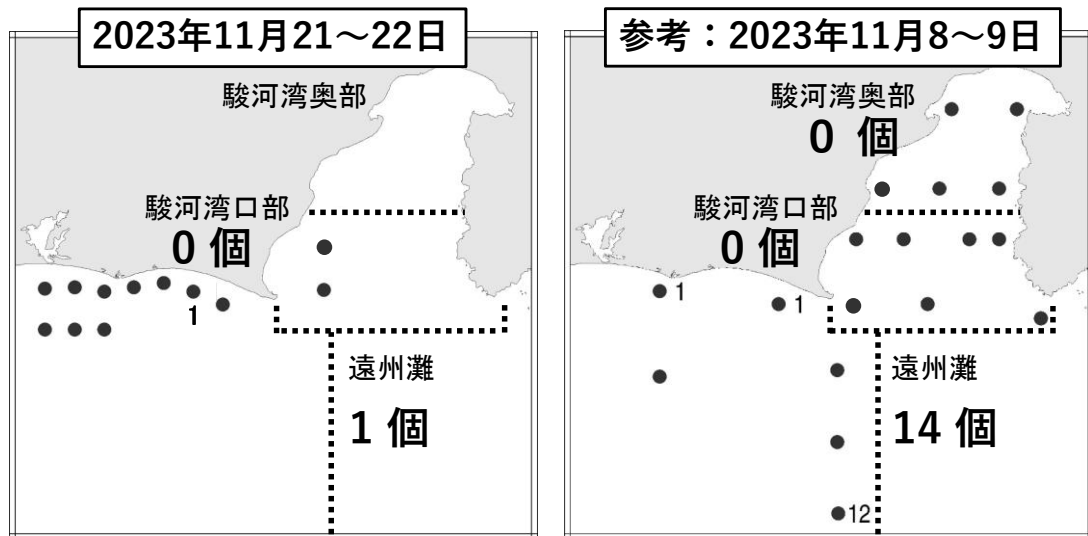 2023年11月21～22日
駿河湾奥部
駿河湾口部
0 個
1
遠州灘
1 個
参考：2023年11月8～9日
駿河湾奥部
0 個
駿河湾口部
0 個
1
1
遠州灘
14 個
12